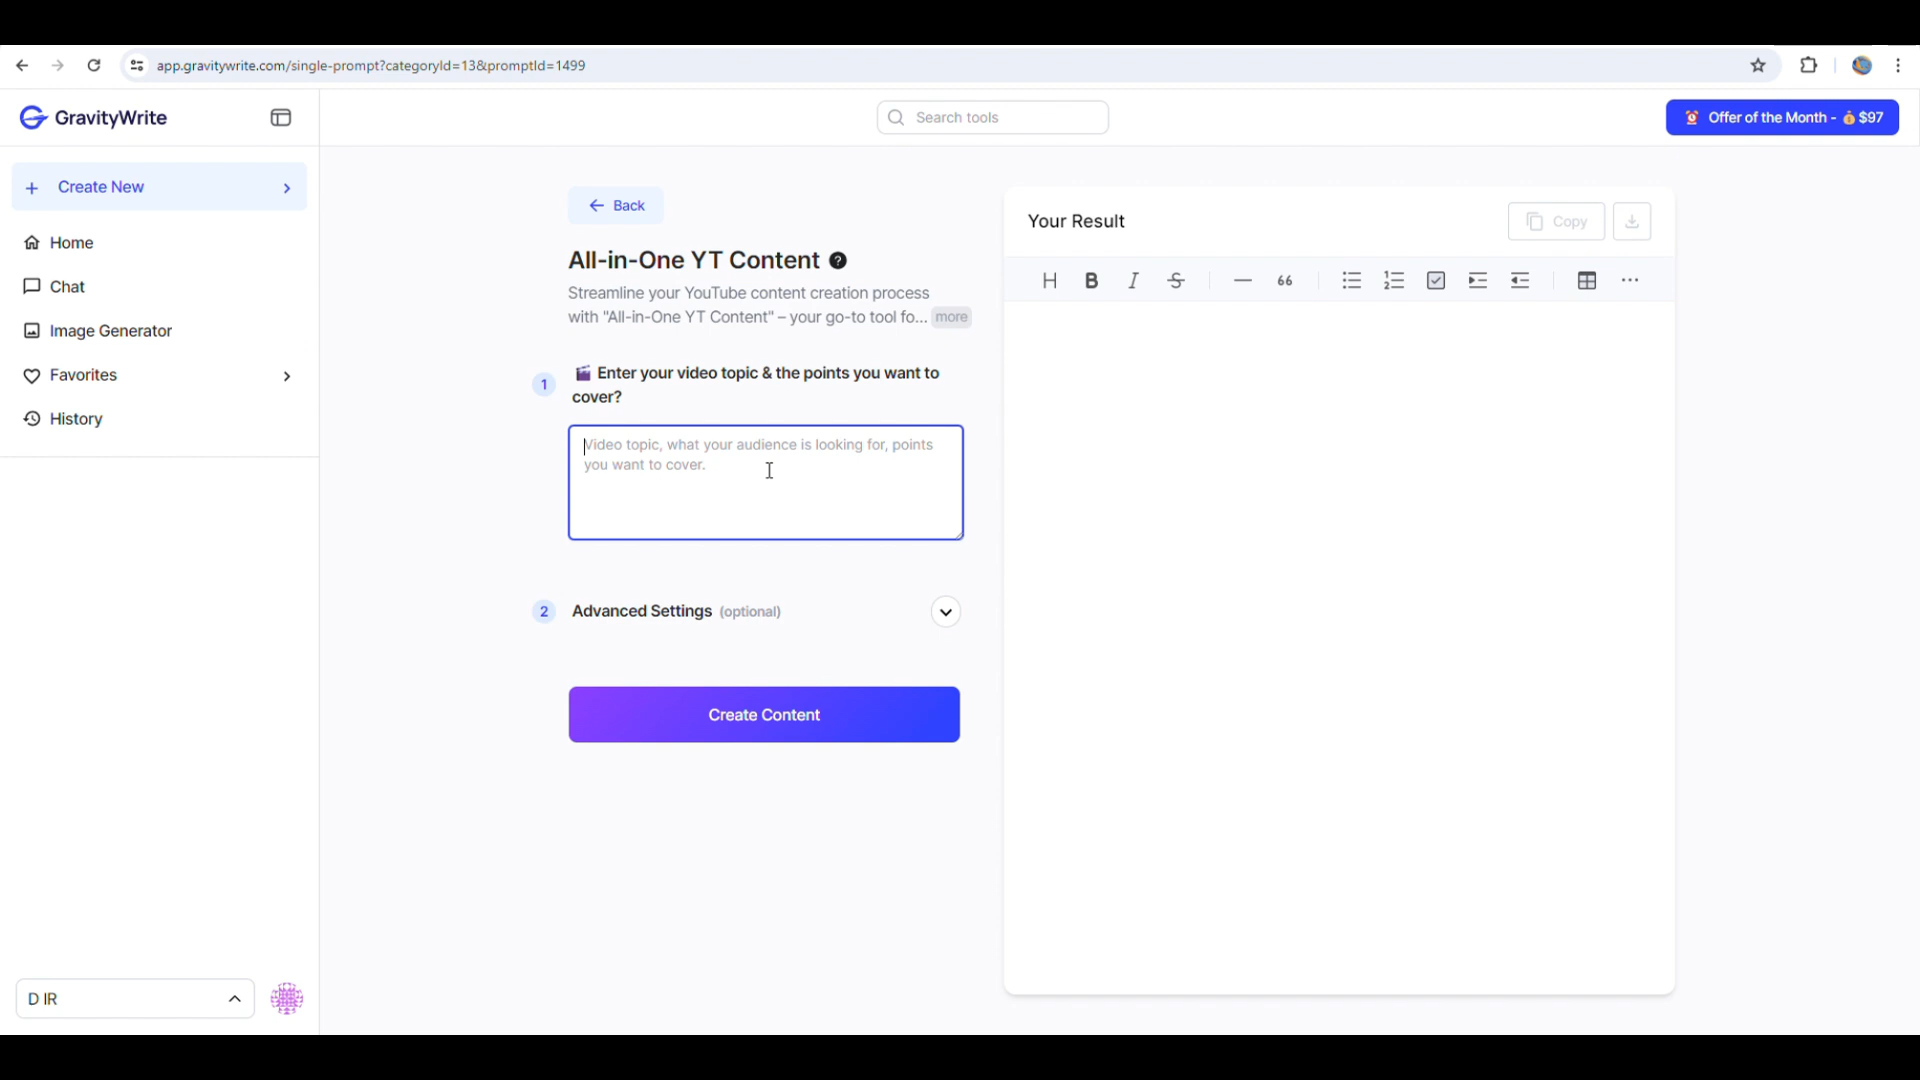 app.gravitywrite.com/single-prompt?categoryId=13&promptId=1499
GravityWrite
Search tools
Offer of the Month - 💰$97
Create New
Home
Chat
Image Generator
Favorites
History
Back
All-in-One YT Content
Streamline your YouTube content creation process
with "All-in-One YT Content" – your go-to tool fo... more
1
Enter your video topic & the points you want to
cover?
Video topic, what your audience is looking for, points
you want to cover.
2 Advanced Settings (optional)
Create Content
Your Result
Copy
D IR